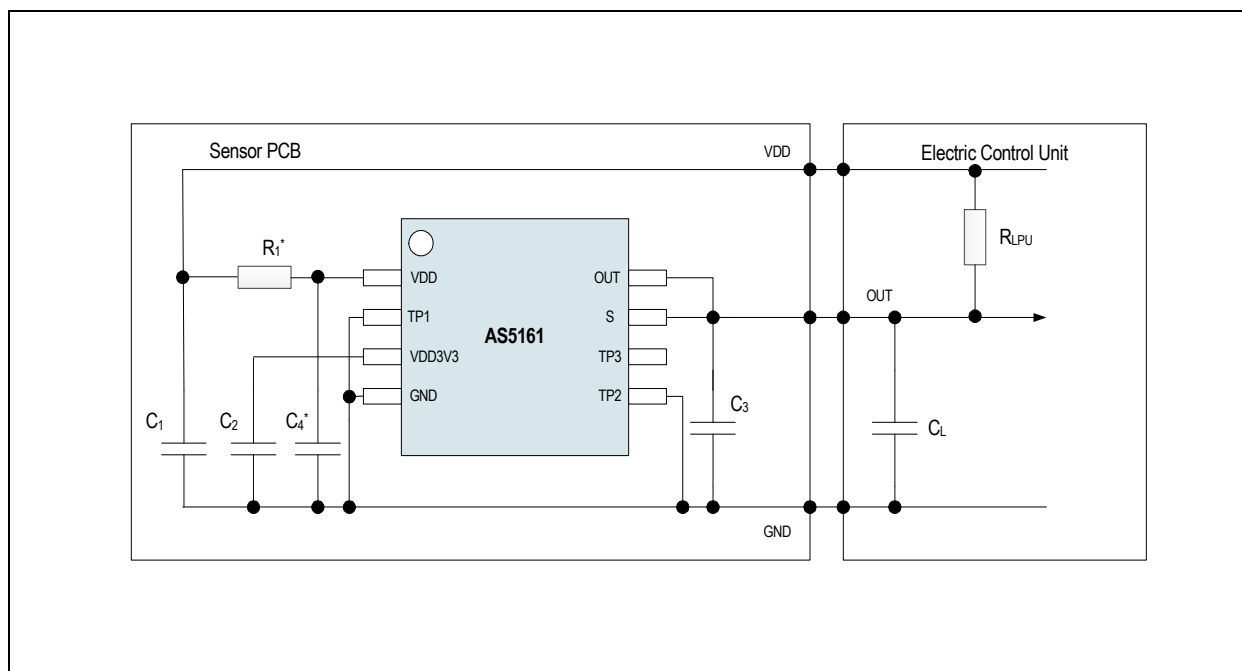 Sensor PCB
VDD
Electric Control Unit
R1*
RLPU
VDD
OUT
OUT
TP1
S
AS5161
VDD3V3
TP3
GND
TP2
C1
C2
C4*
C3
CL
GND